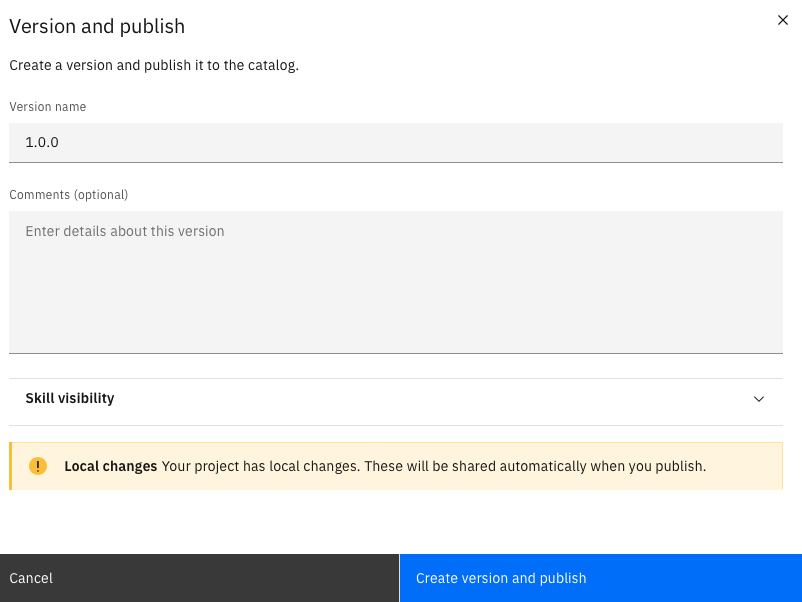 Version and publish
Create a version and publish it to the catalog.
Version name
1.0.0
Comments (optional)
Enter details about this version
Skill visibility
Local changes Your project has local changes. These will be shared automatically when you publish.
Cancel
Create version and publish